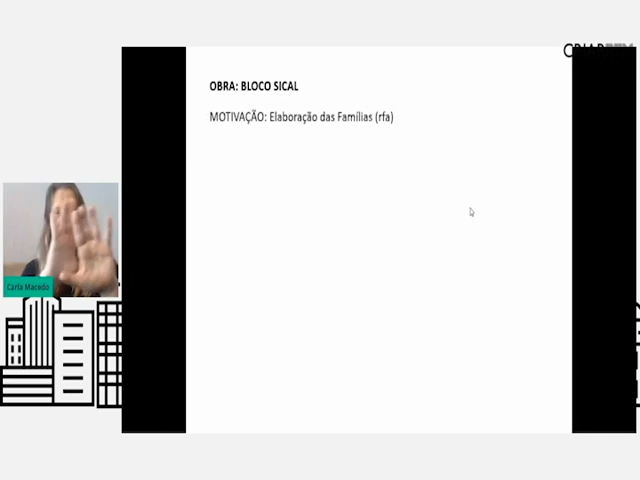 OBRA: BLOCO SICAL
MOTIVAÇÃO: Elaboração das Famílias (rfa)
Carla Macedo